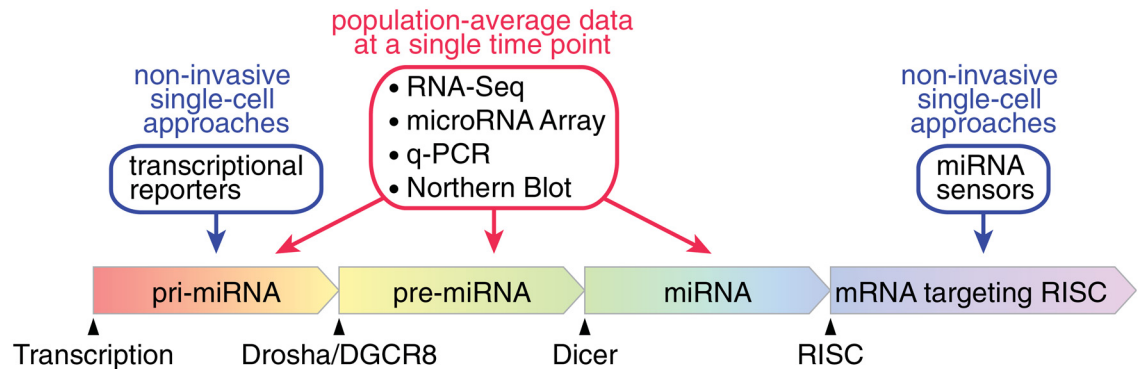 population-average data
at a single time point
non-invasive
single-cell
approaches
transcriptional
reporters
• RNA-Seq
• microRNA Array
• q-PCR
• Northern Blot
non-invasive
single-cell
approaches
miRNA
sensors
pri-miRNA
pre-miRNA
miRNA
mRNA targeting RISC
Transcription
Drosha/DGCR8
Dicer
RISC